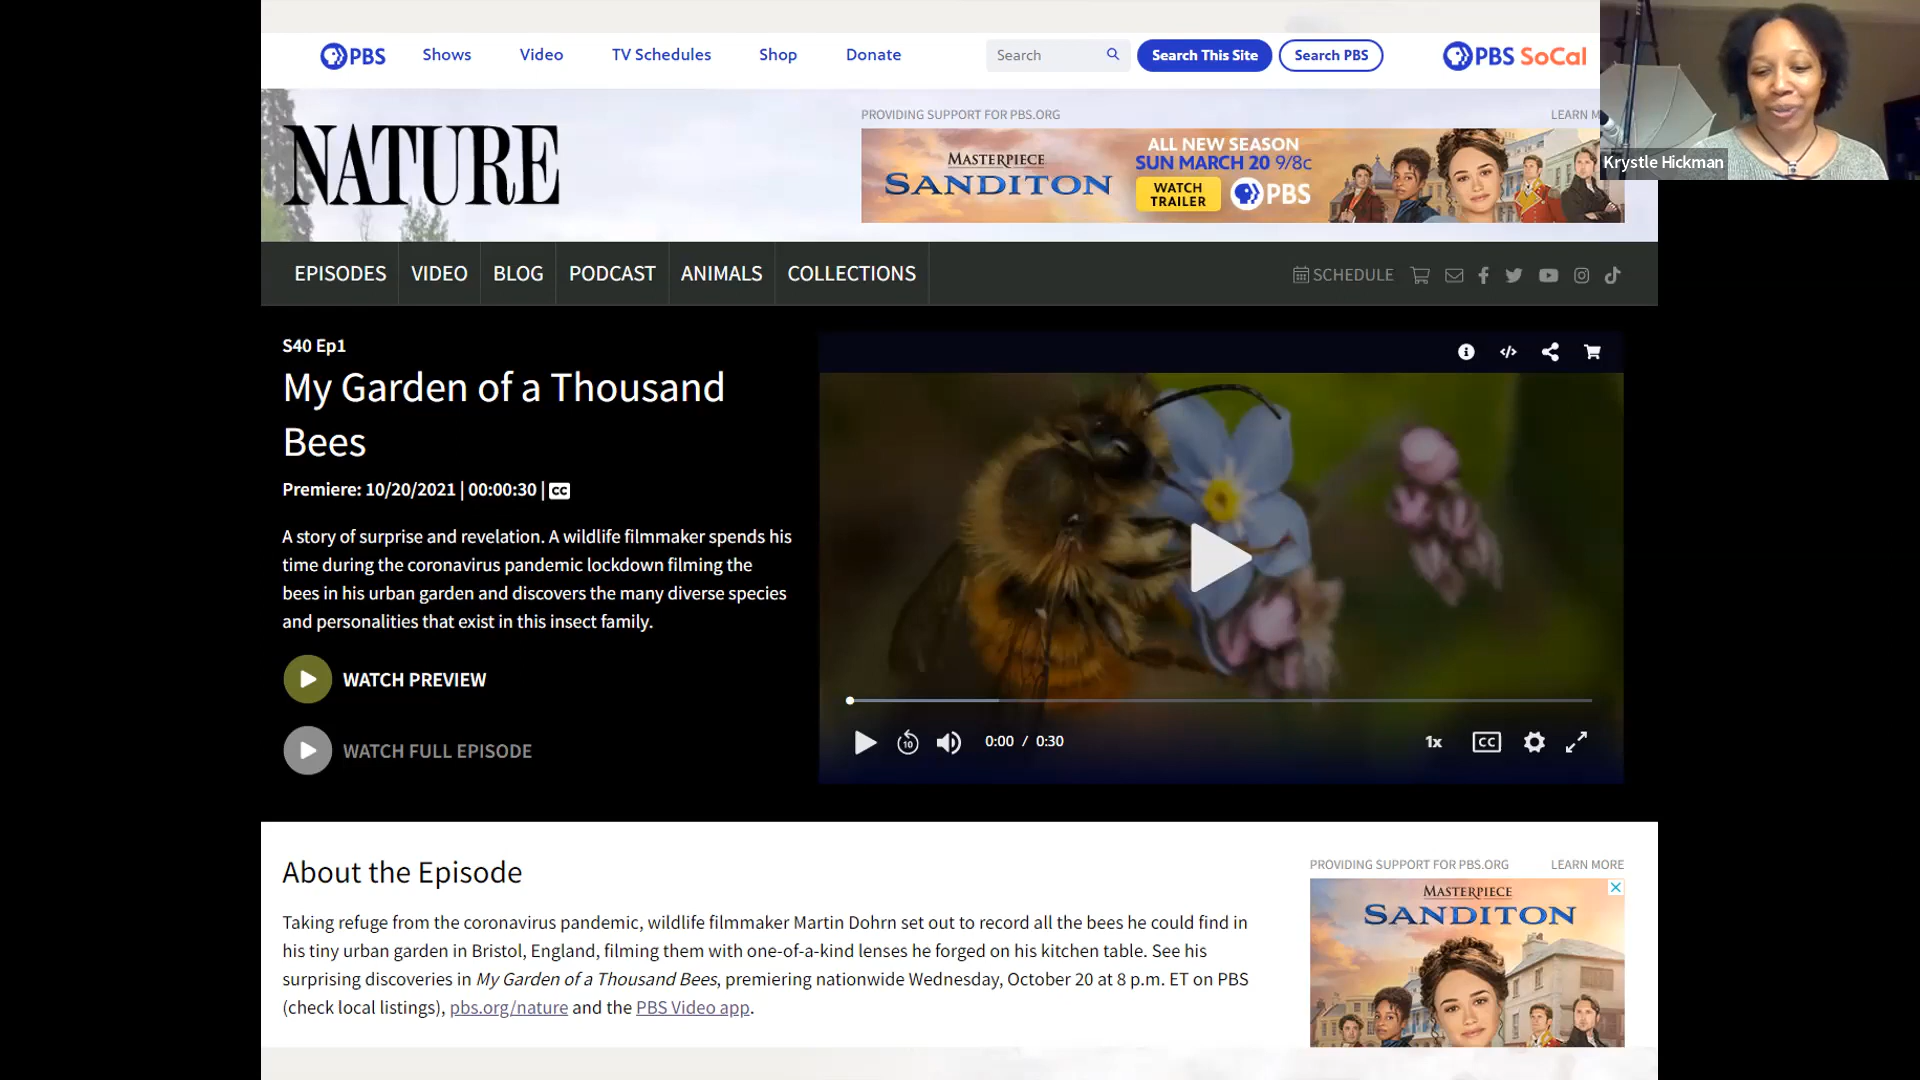 PBS
Shows
Video
TV Schedules
Shop
Donate
Search
Search This Site
Search PBS
PBS SoCal
NATURE
PROVIDING SUPPORT FOR PBS.ORG
LEARN M
MASTERPIECE
SANDITON
ALL NEW SEASON
SUN MARCH 20 9/8c
WATCH
TRAILER
PBS
Krystle Hickman
EPISODES
VIDEO
BLOG
PODCAST
ANIMALS
COLLECTIONS
SCHEDULE
S40 Ep1
My Garden of a Thousand
Bees
Premiere: 10/20/2021 | 00:00:30 | CC
A story of surprise and revelation. A wildlife filmmaker spends his
time during the coronavirus pandemic lockdown filming the
bees in his urban garden and discovers the many diverse species
and personalities that exist in this insect family.
WATCH PREVIEW
WATCH FULL EPISODE
10
0:00 / 0:30
1x
CC
About the Episode
Taking refuge from the coronavirus pandemic, wildlife filmmaker Martin Dohrn set out to record all the bees he could find in
his tiny urban garden in Bristol, England, filming them with one-of-a-kind lenses he forged on his kitchen table. See his
surprising discoveries in My Garden of a Thousand Bees, premiering nationwide Wednesday, October 20 at 8 p.m. ET on PBS
(check local listings), pbs.org/nature and the PBS Video app.
PROVIDING SUPPORT FOR PBS.ORG
LEARN MORE
MASTERPIECE
SANDITON